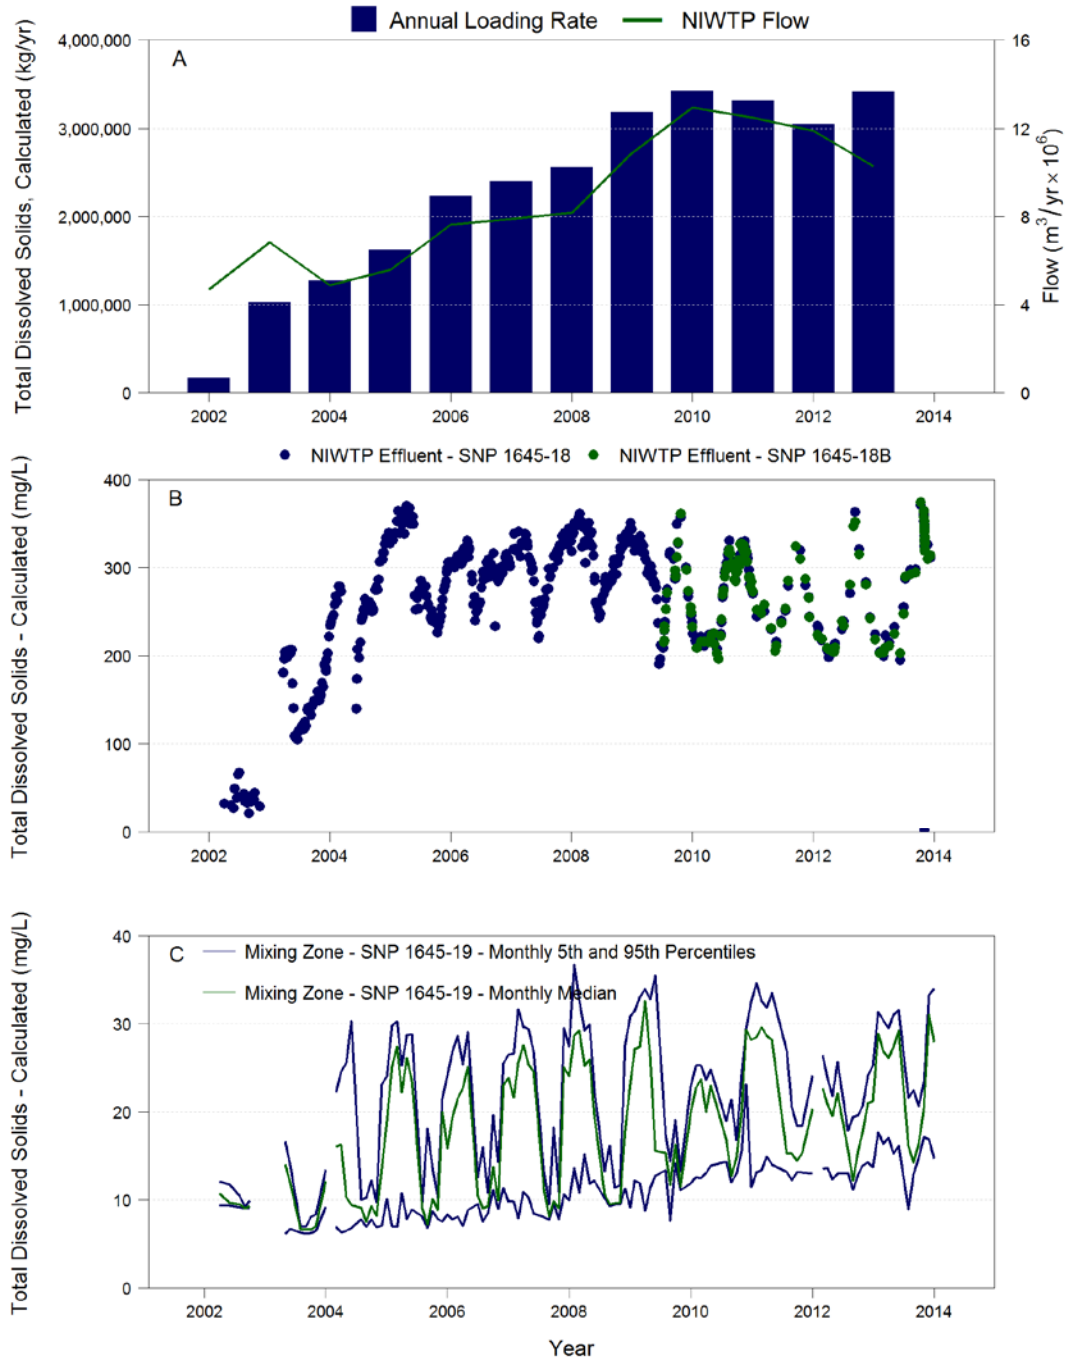 Annual Loading Rate NIWTP Flow
Total Dissolved Solids, Calculated (kg/yr)
A
4,000,000
3,000,000
2,000,000
1,000,000
0
16
12
8
4
0
Flow (m³/yr × 10⁶)
2002 2004 2006 2008 2010 2012 2014
NIWTP Effluent - SNP 1645-18 NIWTP Effluent - SNP 1645-18B
Total Dissolved Solids - Calculated (mg/L)
B
400
300
200
100
0
2002 2004 2006 2008 2010 2012 2014
Total Dissolved Solids - Calculated (mg/L)
C
Mixing Zone - SNP 1645-19 - Monthly 5th and 95th Percentiles
Mixing Zone - SNP 1645-19 - Monthly Median
40
30
20
10
0
2002 2004 2006 2008 2010 2012 2014
Year